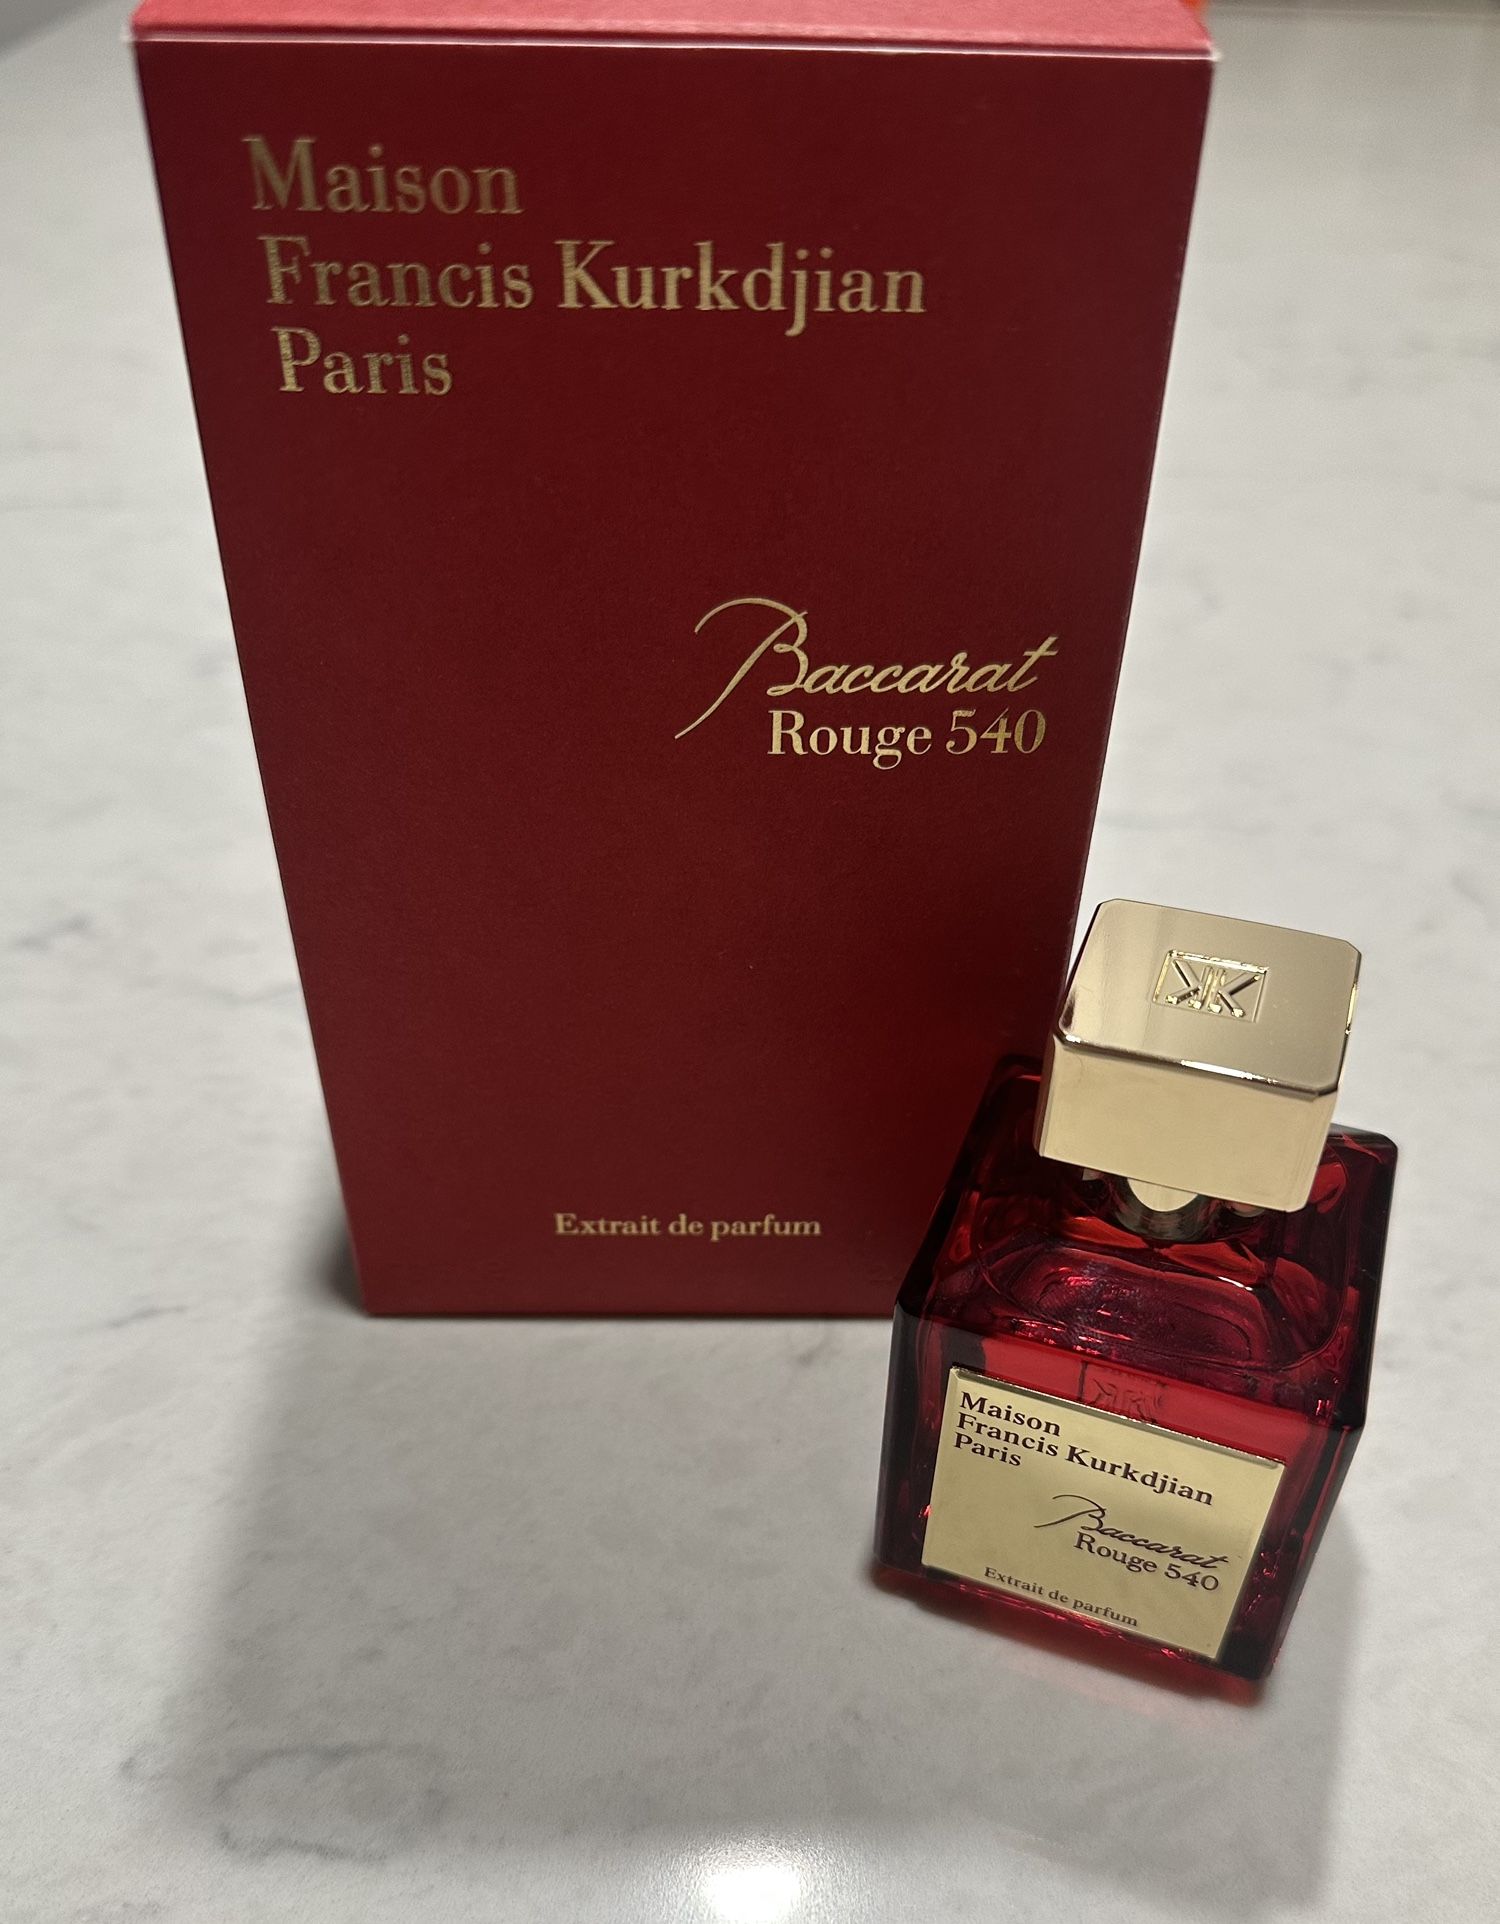 Maison
Francis Kurkdjian
Paris
Baccarat
Rouge 540
Extrait de parfum
Maison
Francis Kurkdjian
Paris
Baccarat
Rouge 540
Extrait de parfum